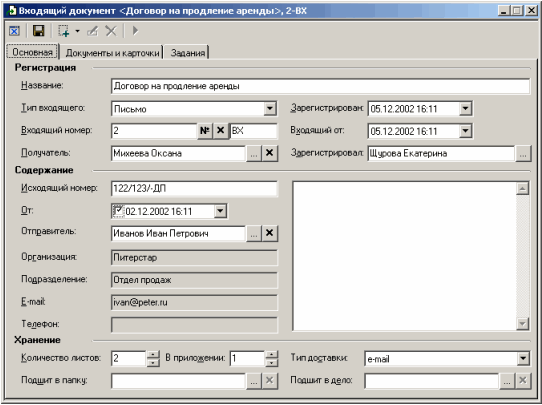 Входящий документ <Договор на продление аренды>, 2-ВХ
Основная Документы и карточки Задания
Регистрация
Название: Договор на продление аренды
Тип входящего: Письмо Зарегистрирован: 05.12.2002 16:11
Входящий номер: 2 № ВХ Входящий от: 05.12.2002 16:11
Получатель: Михеева Оксана ... Зарегистрировал: Щурова Екатерина ...
Содержание
Исходящий номер: 122/123/-ДП
От: 02.12.2002 16:11
Отправитель: Иванов Иван Петрович ...
Организация: Питерстар
Подразделение: Отдел продаж
E-mail: ivan@peter.ru
Телефон:
Хранение
Количество листов: 2 В приложении: 1 Тип доставки: e-mail
Подшит в папку: ... Подшит в дело: ...